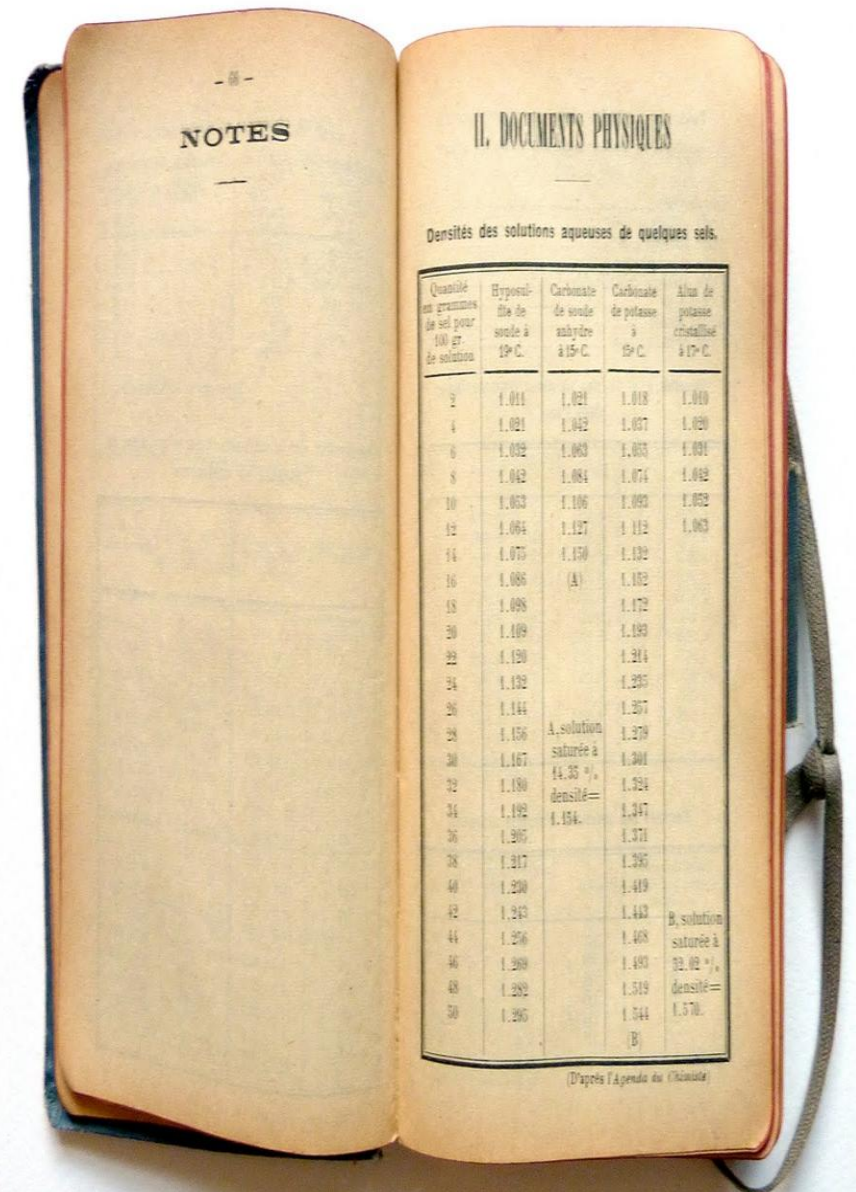 NOTES
II. DOCUMENTS PHYSIQUES
Densités des solutions aqueuses de quelques sels.
Quantité en grammes de sel pour 100 gr. de solution | Hyposulfite de soude à 19° C. | Carbonate de soude anhydre à 15° C. | Carbonate de potasse à 15° C. | Alun de potasse cristallisé à 17° C.
2 1.011 1.021 1.018 1.010
4 1.021 1.042 1.037 1.020
6 1.032 1.063 1.055 1.031
8 1.042 1.084 1.074 1.042
10 1.053 1.106 1.093 1.052
12 1.064 1.127 1 112 1.063
14 1.075 1.150 1.132
16 1.086 (A) 1.152
18 1.098 1.172
20 1.109 1.193
22 1.120 1.214
24 1.132 1.235
26 1.144 1.257
28 1.156 A, solution 1.279
30 1.167 saturée à 1.301
32 1.180 14.35 % 1.324
34 1.192 densité= 1.347
36 1.205 1.154. 1.371
38 1.217 1.395
40 1.230 1.419
42 1.243 1.443 B, solution
44 1.256 1.468 saturée à
46 1.269 1.493 %
48 1.282 1.519 densité=
50 1.295 1.544 1.570.
(B)
(D'après l'Agenda du Chimiste)